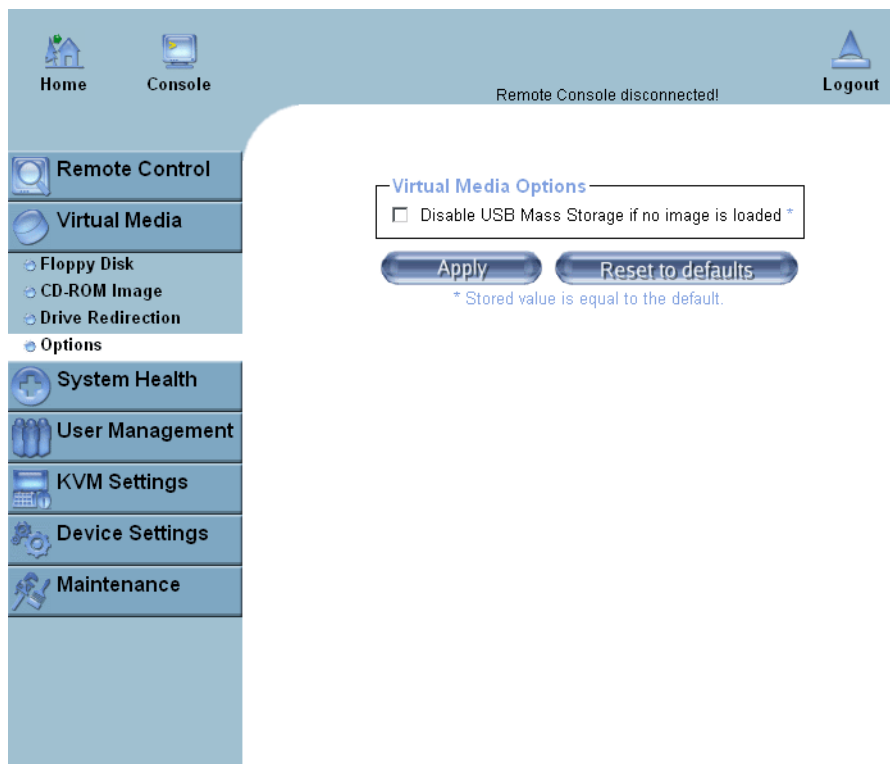 Home
Console
Remote Console disconnected!
Logout
Remote Control
Virtual Media
Floppy Disk
CD-ROM Image
Drive Redirection
Options
System Health
User Management
KVM Settings
Device Settings
Maintenance
Virtual Media Options
Disable USB Mass Storage if no image is loaded *
Apply
Reset to defaults
* Stored value is equal to the default.